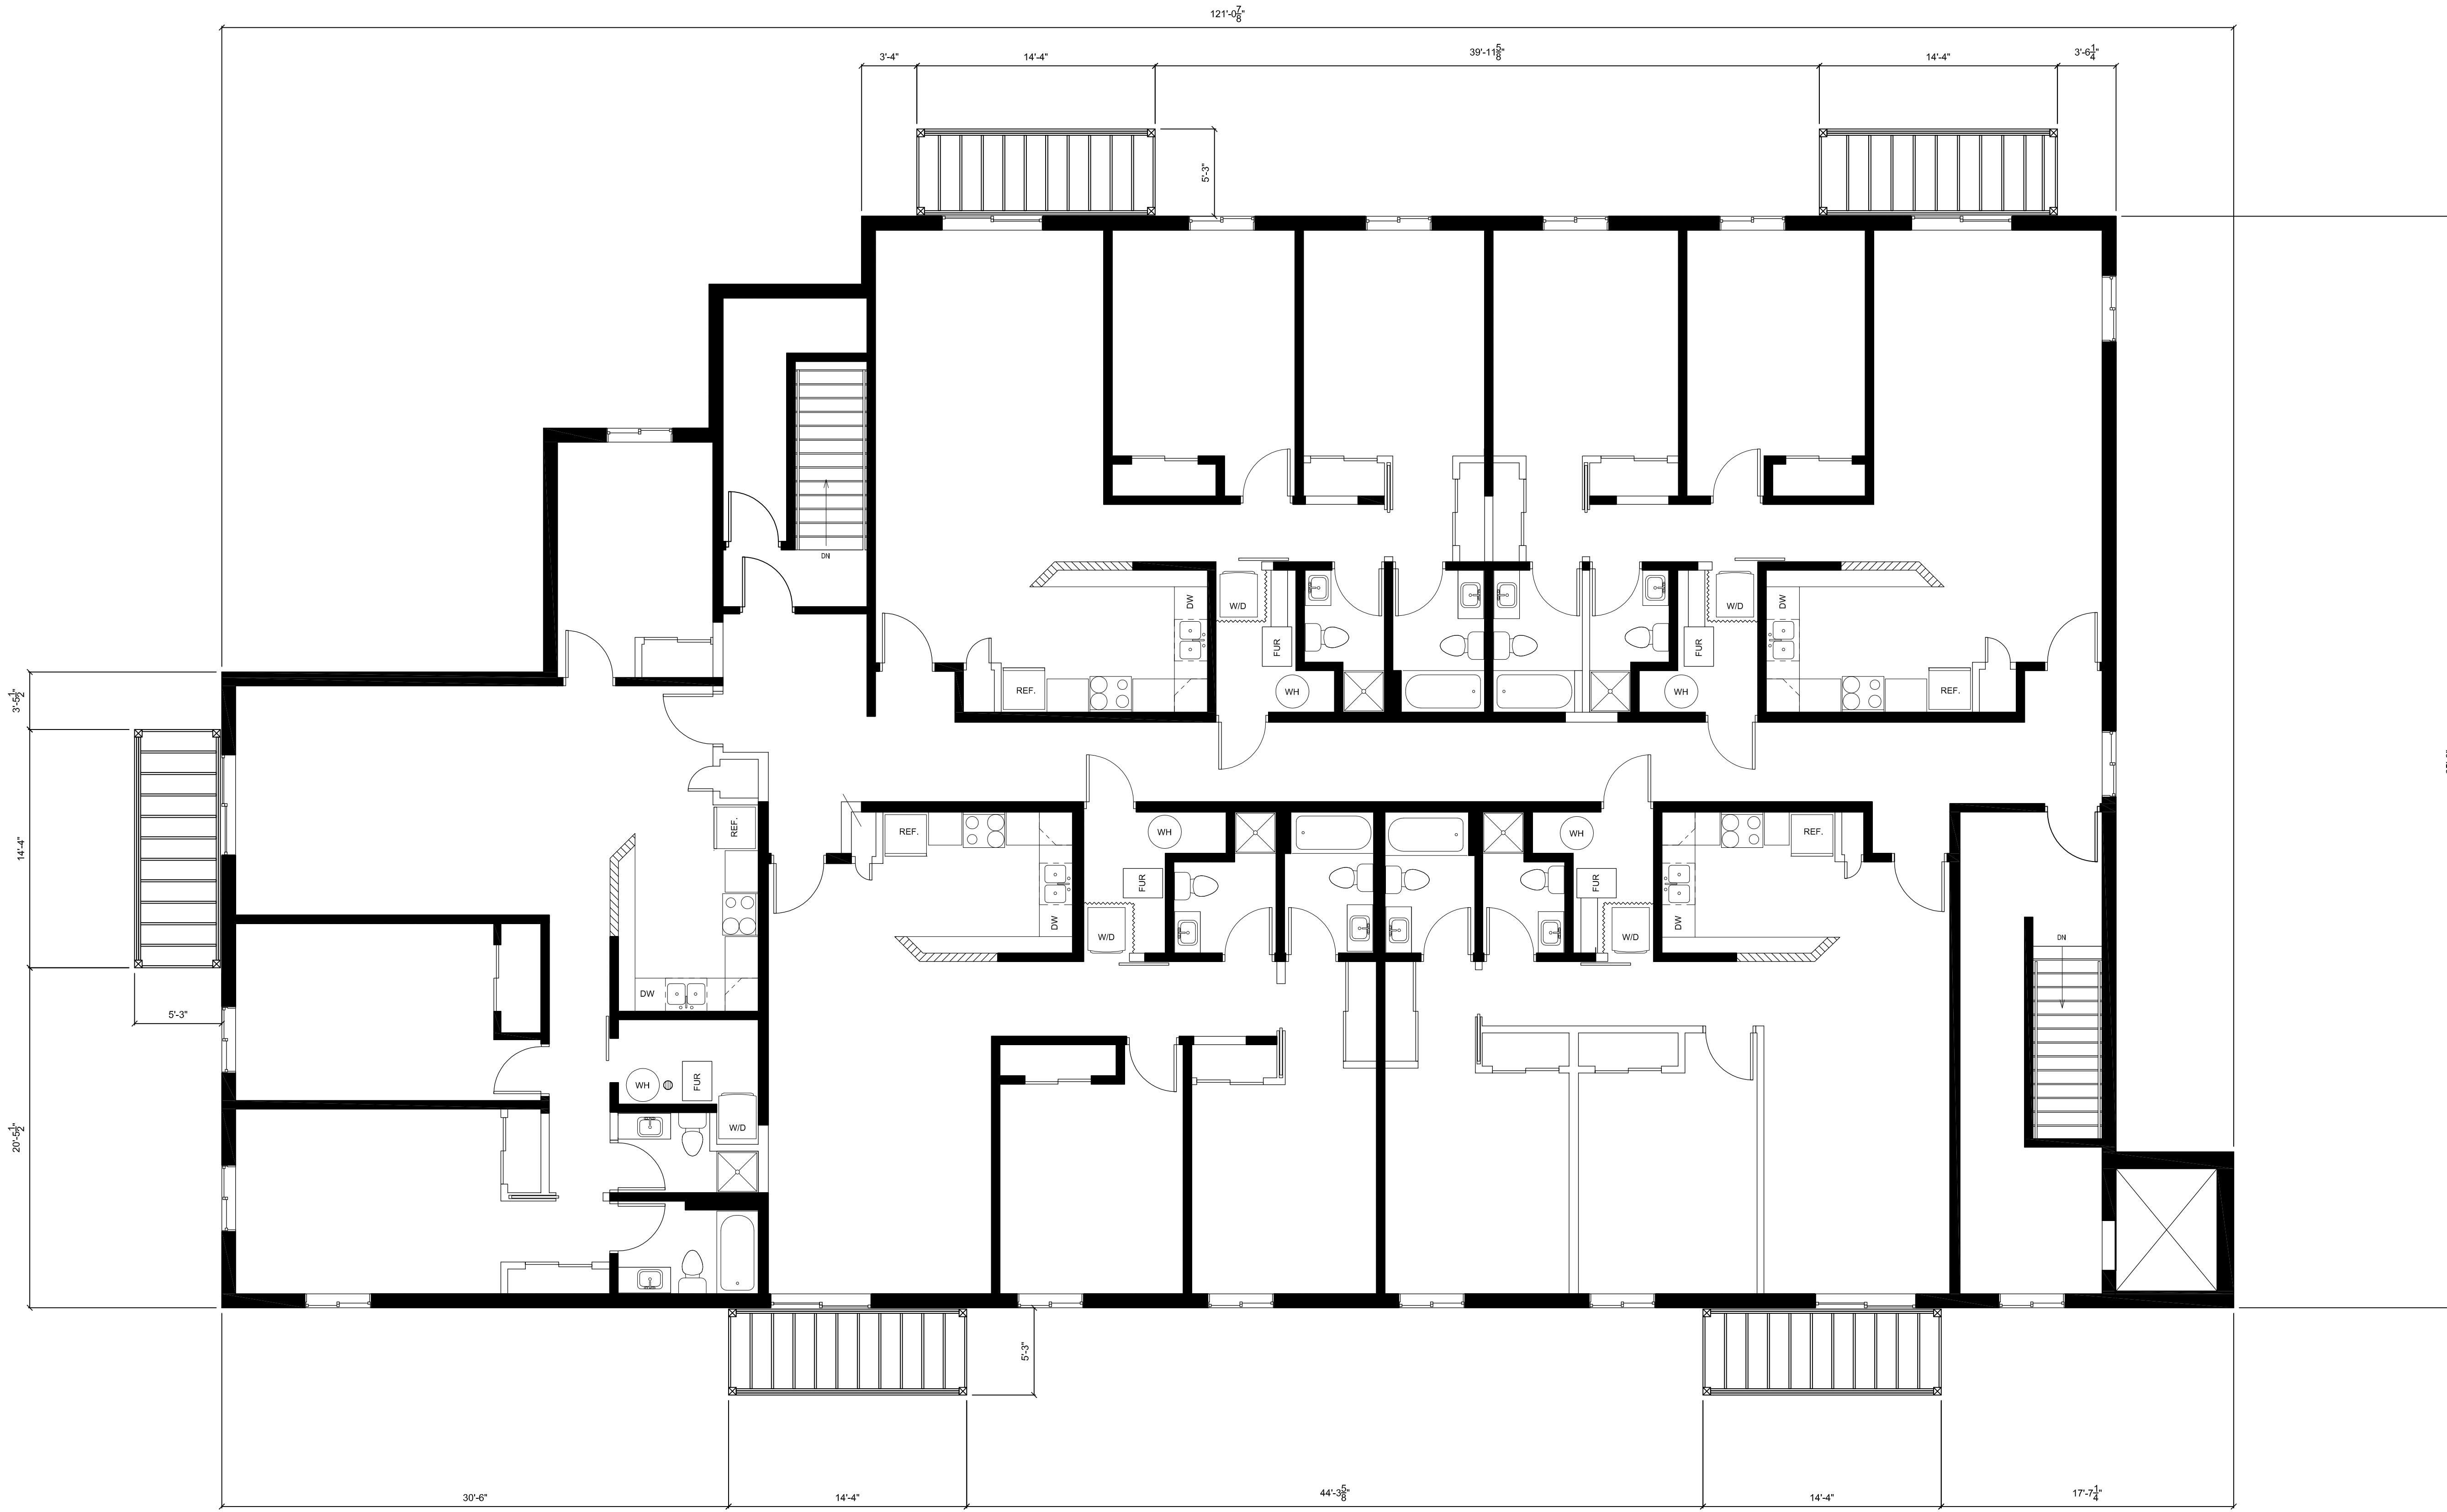 121'-0 7/8"
3'-4"
14'-4"
39'-11 5/8"
14'-4"
3'-6 1/4"
5'-3"
DN
DW
W/D
W/D
DW
FUR
FUR
REF.
WH
WH
REF.
3'-5 1/2"
14'-4"
REF.
REF.
WH
WH
REF.
FUR
FUR
DW
W/D
W/D
DW
DN
DW
5'-3"
WH
FUR
W/D
20'-5 1/2"
5'-3"
30'-6"
14'-4"
44'-3 5/8"
14'-4"
17'-7 1/4"